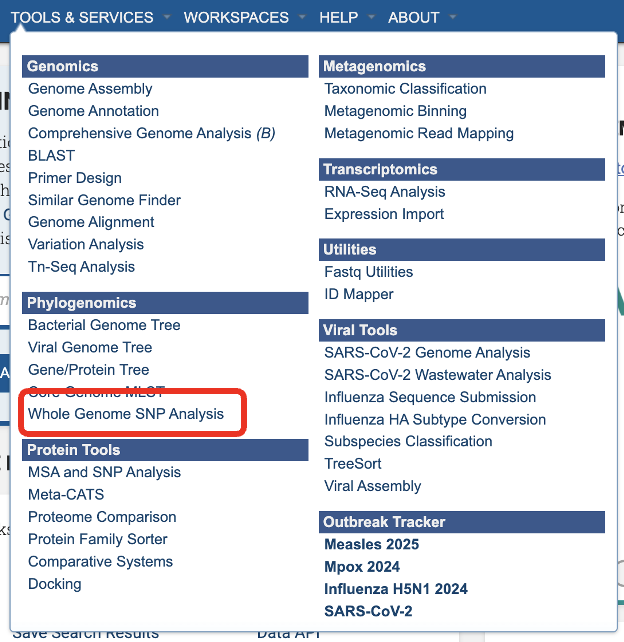 TOOLS & SERVICES WORKSPACES HELP ABOUT
Genomics
Genome Assembly
Genome Annotation
Comprehensive Genome Analysis (B)
BLAST
Primer Design
Similar Genome Finder
Genome Alignment
Variation Analysis
Tn-Seq Analysis
Phylogenomics
Bacterial Genome Tree
Viral Genome Tree
Gene/Protein Tree
Core Genome MLST
Whole Genome SNP Analysis
Protein Tools
MSA and SNP Analysis
Meta-CATS
Proteome Comparison
Protein Family Sorter
Comparative Systems
Docking
Metagenomics
Taxonomic Classification
Metagenomic Binning
Metagenomic Read Mapping
Transcriptomics
RNA-Seq Analysis
Expression Import
Utilities
Fastq Utilities
ID Mapper
Viral Tools
SARS-CoV-2 Genome Analysis
SARS-CoV-2 Wastewater Analysis
Influenza Sequence Submission
Influenza HA Subtype Conversion
Subspecies Classification
TreeSort
Viral Assembly
Outbreak Tracker
Measles 2025
Mpox 2024
Influenza H5N1 2024
SARS-CoV-2
Save Search Results Data API